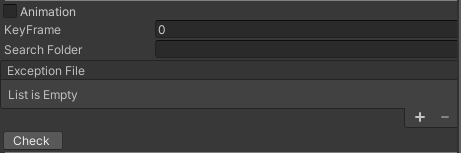 Animation
KeyFrame 0
Search Folder
Exception File
List is Empty
+ −
Check